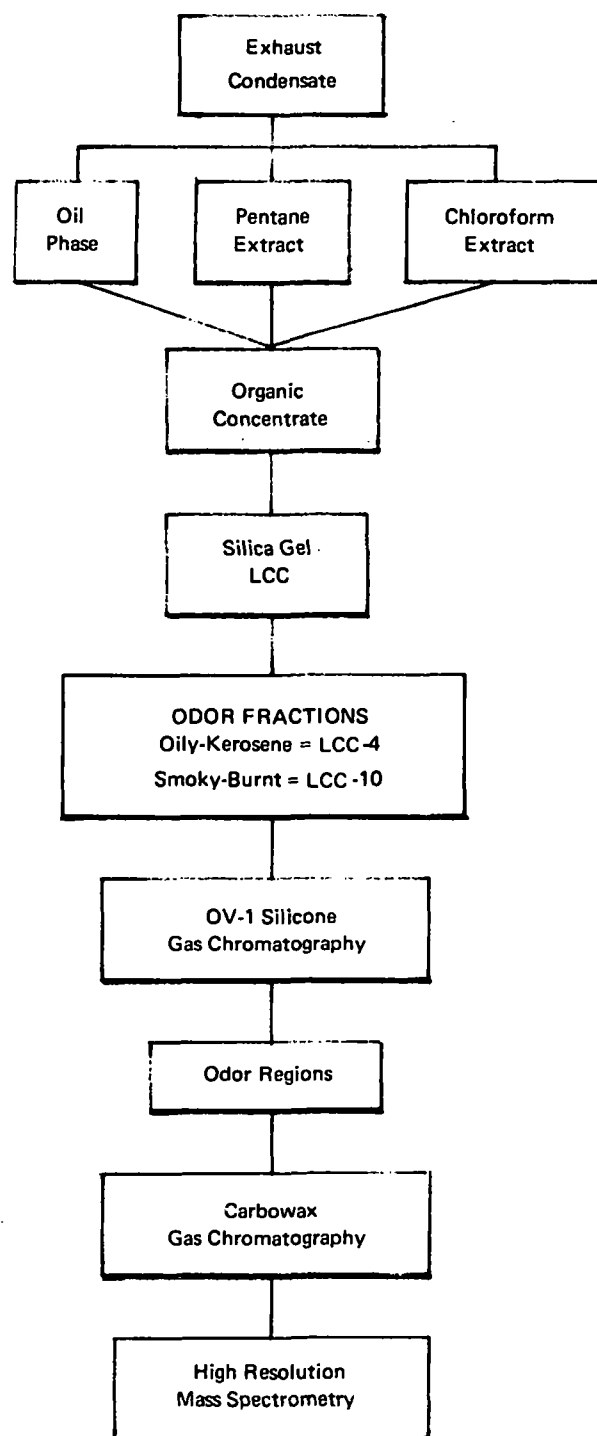 Exhaust
Condensate
Oil
Phase
Pentane
Extract
Chloroform
Extract
Organic
Concentrate
Silica Gel
LCC
ODOR FRACTIONS
Oily-Kerosene = LCC-4
Smoky-Burnt = LCC-10
OV-1 Silicone
Gas Chromatography
Odor Regions
Carbowax
Gas Chromatography
High Resolution
Mass Spectrometry